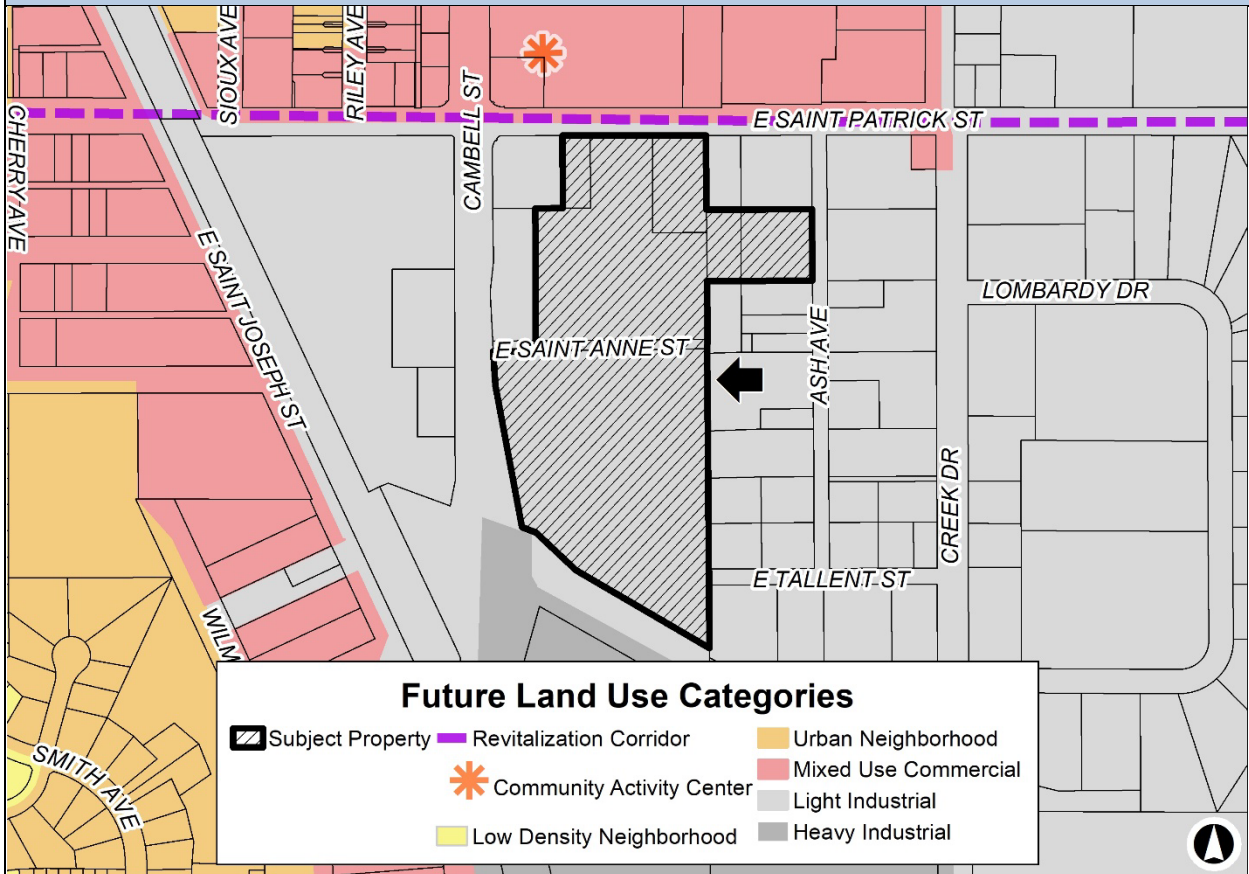 SIOUX AVE
RILEY AVE
CHERRY AVE
CAMBELL ST
E SAINT PATRICK ST
E SAINT JOSEPH ST
LOMBARDY DR
E SAINT ANNE ST
ASH AVE
CREEK DR
E TALLENT ST
WILM
SMITH AVE
Future Land Use Categories
Subject Property
Revitalization Corridor
Community Activity Center
Low Density Neighborhood
Urban Neighborhood
Mixed Use Commercial
Light Industrial
Heavy Industrial